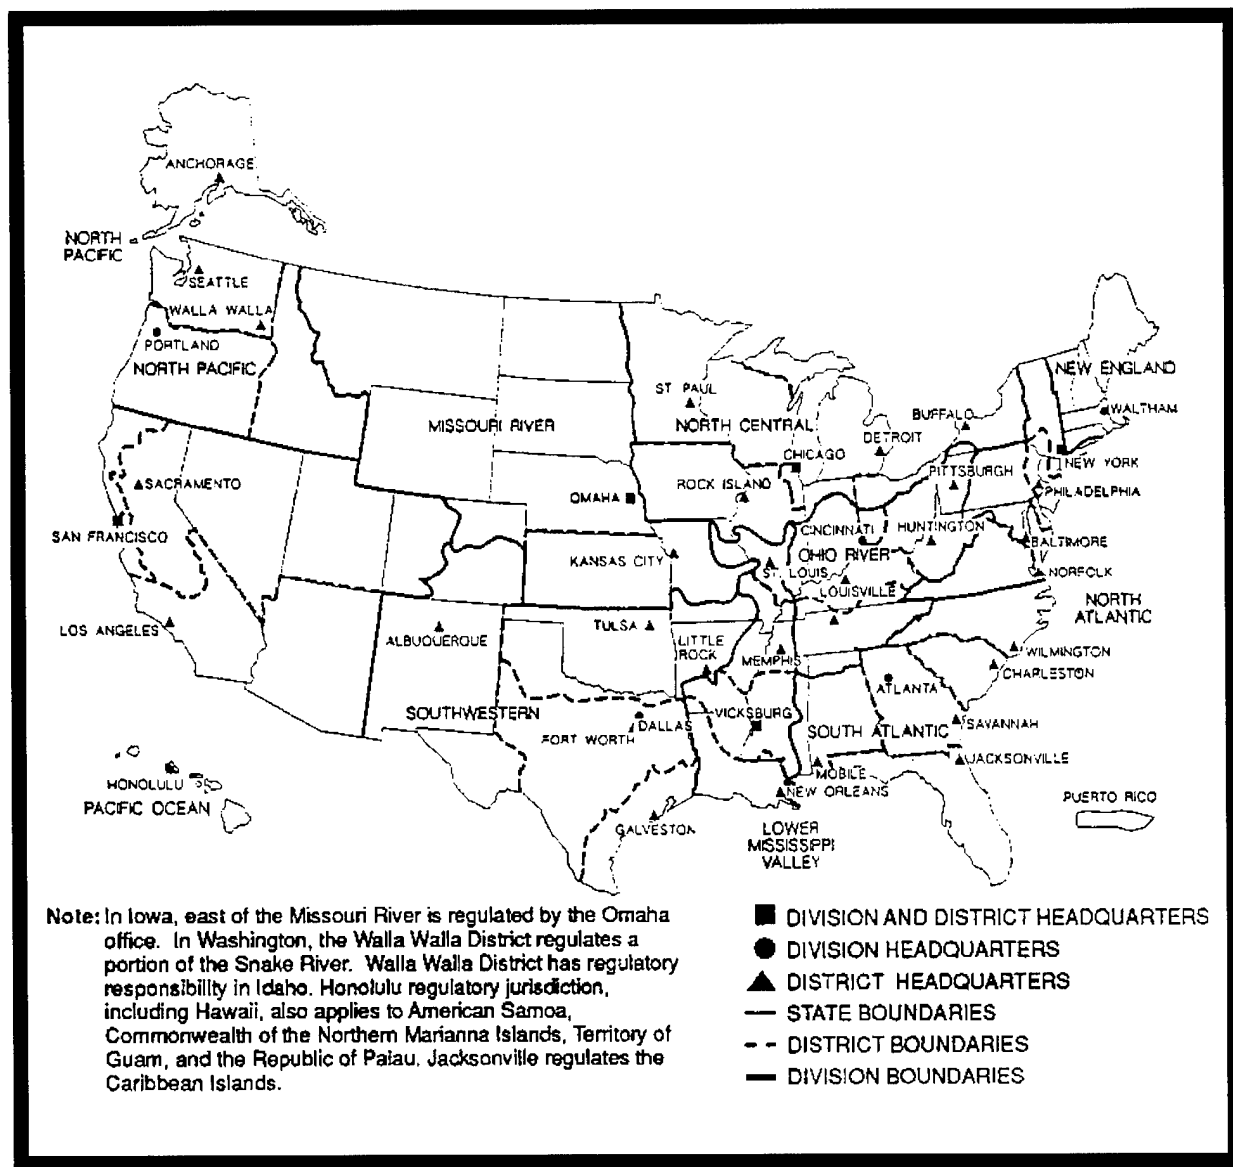 ANCHORAGE
NORTH
PACIFIC
SEATTLE
WALLA WALLA
PORTLAND
NORTH PACIFIC
NEW ENGLAND
ST PAUL
MISSOURI RIVER
NORTH CENTRAL
BUFFALO
WALTHAM
DETROIT
CHICAGO
NEW YORK
SACRAMENTO
ROCK ISLAND
PITTSBURGH
OMAHA
PHILADELPHIA
SAN FRANCISCO
CINCINNATI
HUNTINGTON
BALTIMORE
KANSAS CITY
OHIO RIVER
ST. LOUIS
NORFOLK
LOUISVILLE
NORTH
ATLANTIC
LOS ANGELES
ALBUQUERQUE
TULSA
LITTLE
ROCK
MEMPHIS
WILMINGTON
CHARLESTON
ATLANTA
SOUTHWESTERN
VICKSBURG
DALLAS
FORT WORTH
SOUTH ATLANTIC
SAVANNAH
JACKSONVILLE
MOBILE
HONOLULU
NEW ORLEANS
PACIFIC OCEAN
PUERTO RICO
GALVESTON
LOWER
MISSISSIPPI
VALLEY
Note: In Iowa, east of the Missouri River is regulated by the Omaha
office. In Washington, the Walla Walla District regulates a
portion of the Snake River. Walla Walla District has regulatory
responsibility in Idaho. Honolulu regulatory jurisdiction,
including Hawaii, also applies to American Samoa,
Commonwealth of the Northern Marianna Islands, Territory of
Guam, and the Republic of Palau. Jacksonville regulates the
Caribbean Islands.
DIVISION AND DISTRICT HEADQUARTERS
DIVISION HEADQUARTERS
DISTRICT HEADQUARTERS
STATE BOUNDARIES
DISTRICT BOUNDARIES
DIVISION BOUNDARIES